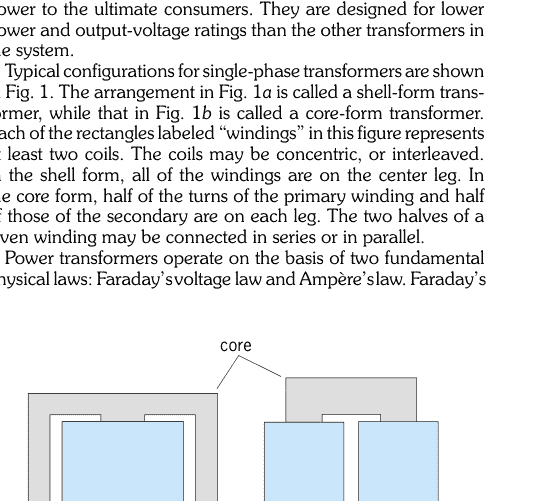 ower to the ultimate consumers. They are designed for lower
ower and output-voltage ratings than the other transformers in
e system.
Typical configurations for single-phase transformers are shown
Fig. 1. The arrangement in Fig. 1a is called a shell-form trans-
rmer, while that in Fig. 1b is called a core-form transformer.
ach of the rectangles labeled “windings” in this figure represents
least two coils. The coils may be concentric, or interleaved.
the shell form, all of the windings are on the center leg. In
e core form, half of the turns of the primary winding and half
f those of the secondary are on each leg. The two halves of a
ven winding may be connected in series or in parallel.
Power transformers operate on the basis of two fundamental
hysical laws: Faraday’s voltage law and Ampère’s law. Faraday’s
core